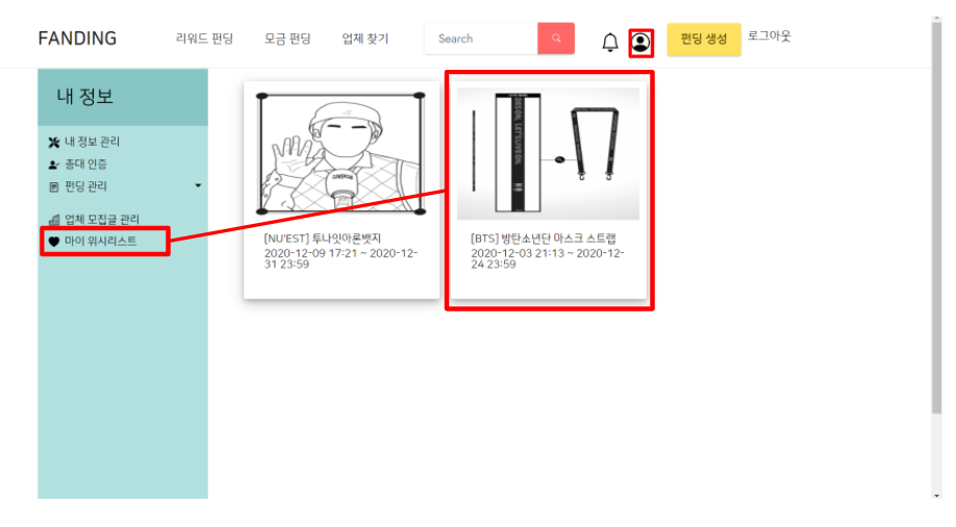 FANDING
리워드 펀딩
모금 펀딩
업체 찾기
Search
펀딩 생성
로그아웃
내 정보
내 정보 관리
총대 인증
펀딩 관리
업체 모집글 관리
마이 위시리스트
[NU'EST] 투나잇아론뱃지
2020-12-09 17:21 ~ 2020-12-
31 23:59
[BTS] 방탄소년단 마스크 스트랩
2020-12-03 21:13 ~ 2020-12-
24 23:59